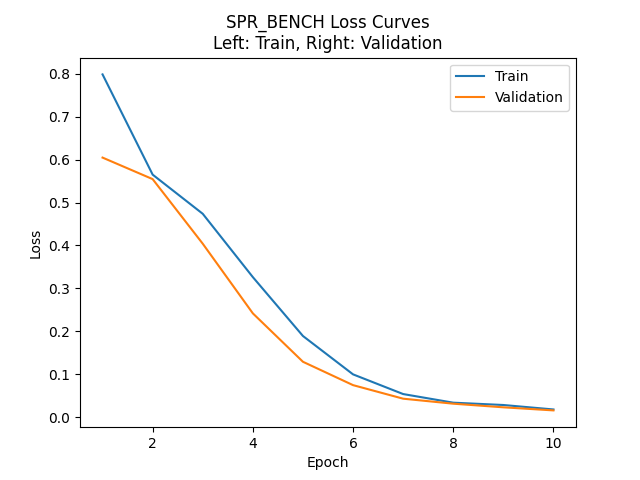 SPR_BENCH Loss Curves
Left: Train, Right: Validation
Train
Validation
0.8
0.7
0.6
0.5
0.4
0.3
0.2
0.1
0.0
Loss
2 4 6 8 10
Epoch